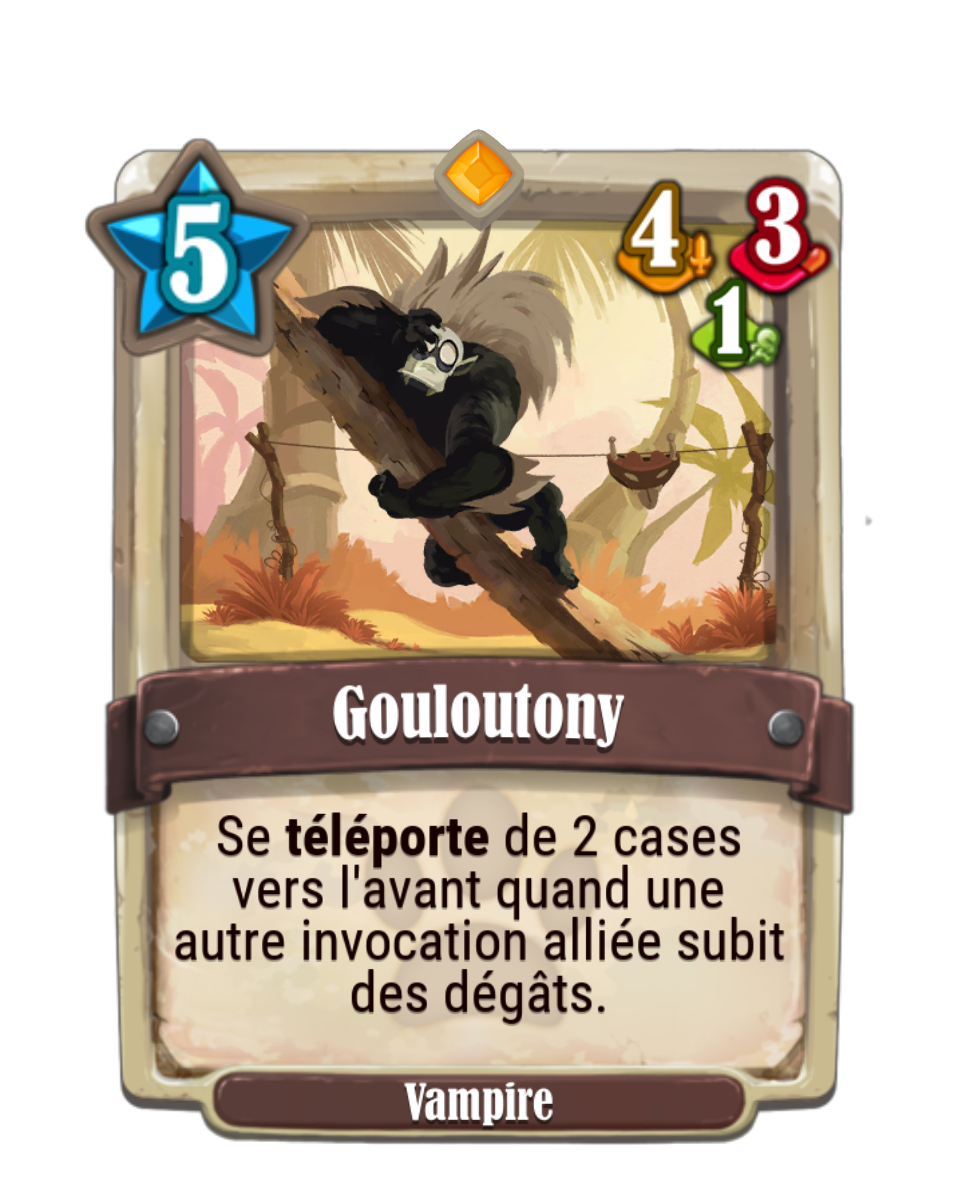 5
4
3
1
Gouloutony
Se téléporte de 2 cases
vers l'avant quand une
autre invocation alliée subit
des dégâts.
Vampire